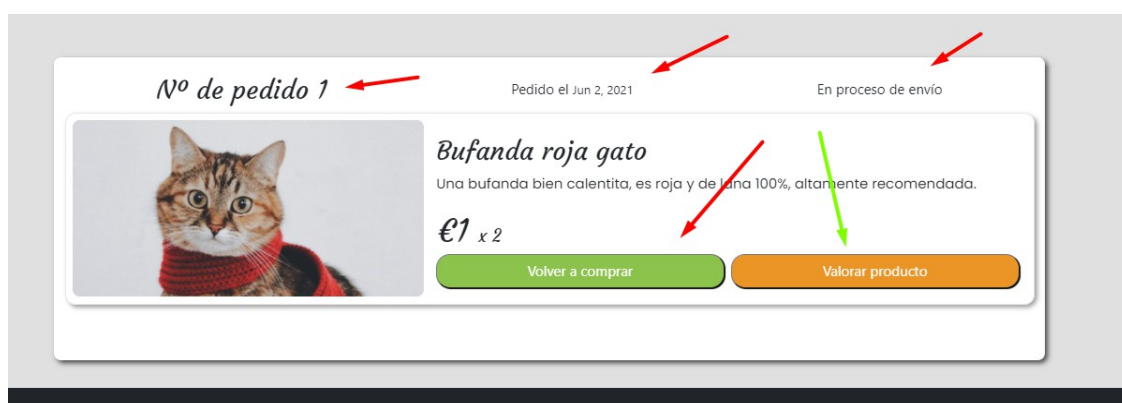 Nº de pedido 1
Pedido el Jun 2, 2021
En proceso de envío
Bufanda roja gato
Una bufanda bien calentita, es roja y de lana 100%, altamente recomendada.
€1 x 2
Volver a comprar
Valorar producto